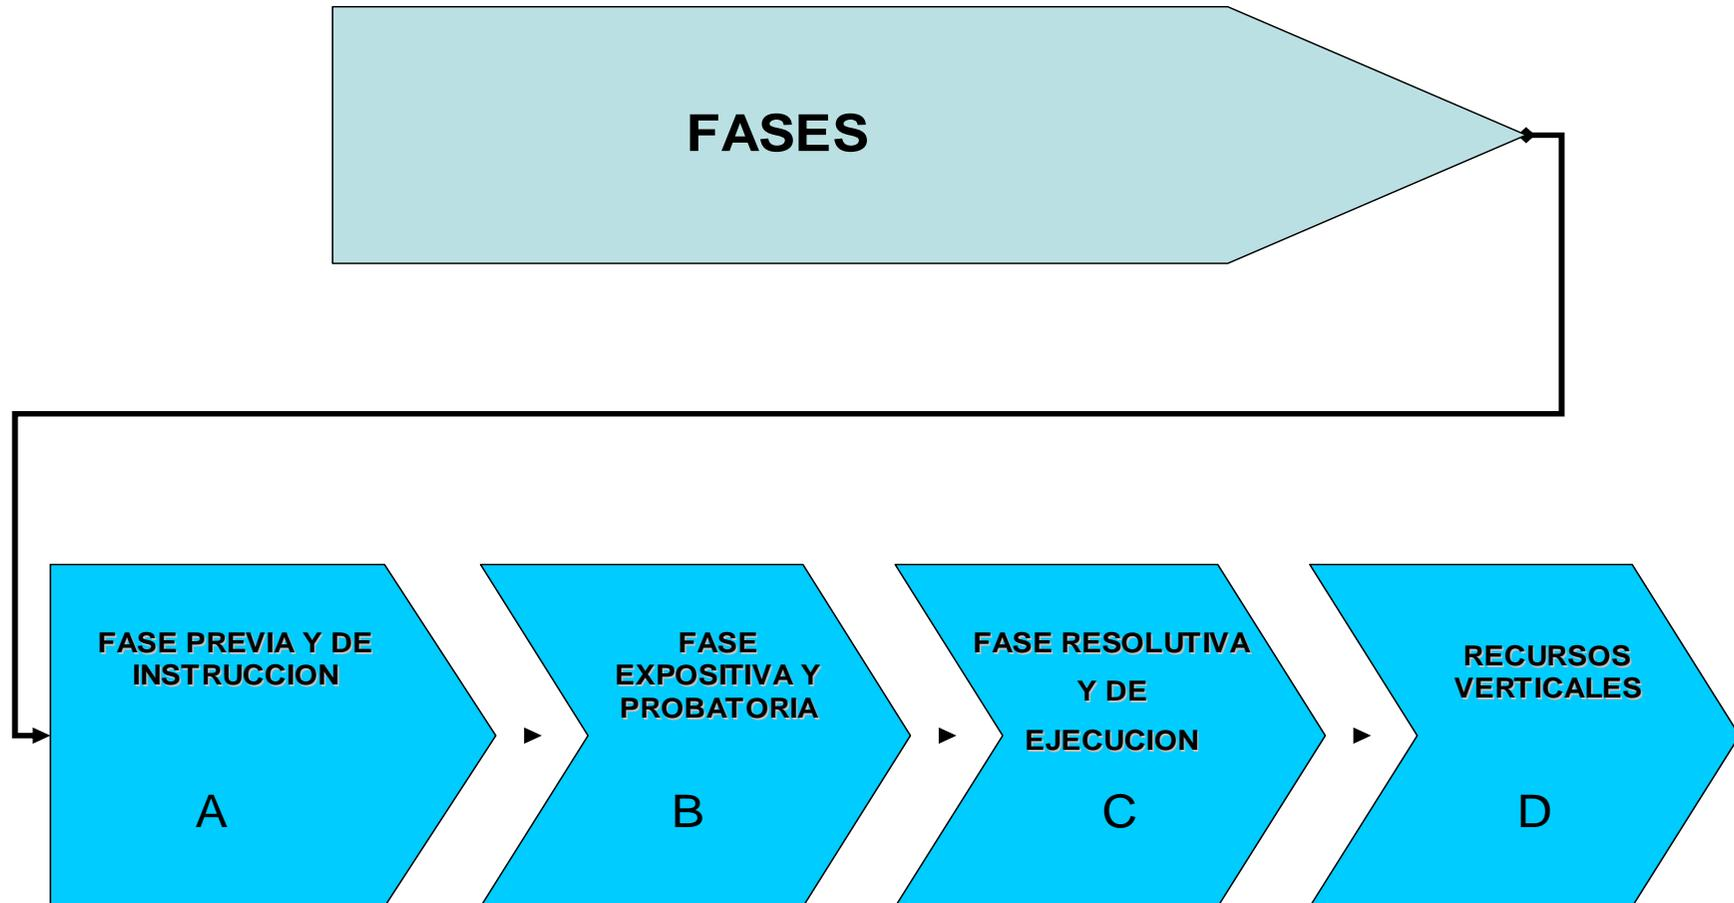 FASES
FASE PREVIA Y DE
INSTRUCCION
A
FASE
EXPOSITIVA Y
PROBATORIA
B
FASE RESOLUTIVA
Y DE
EJECUCION
C
RECURSOS
VERTICALES
D